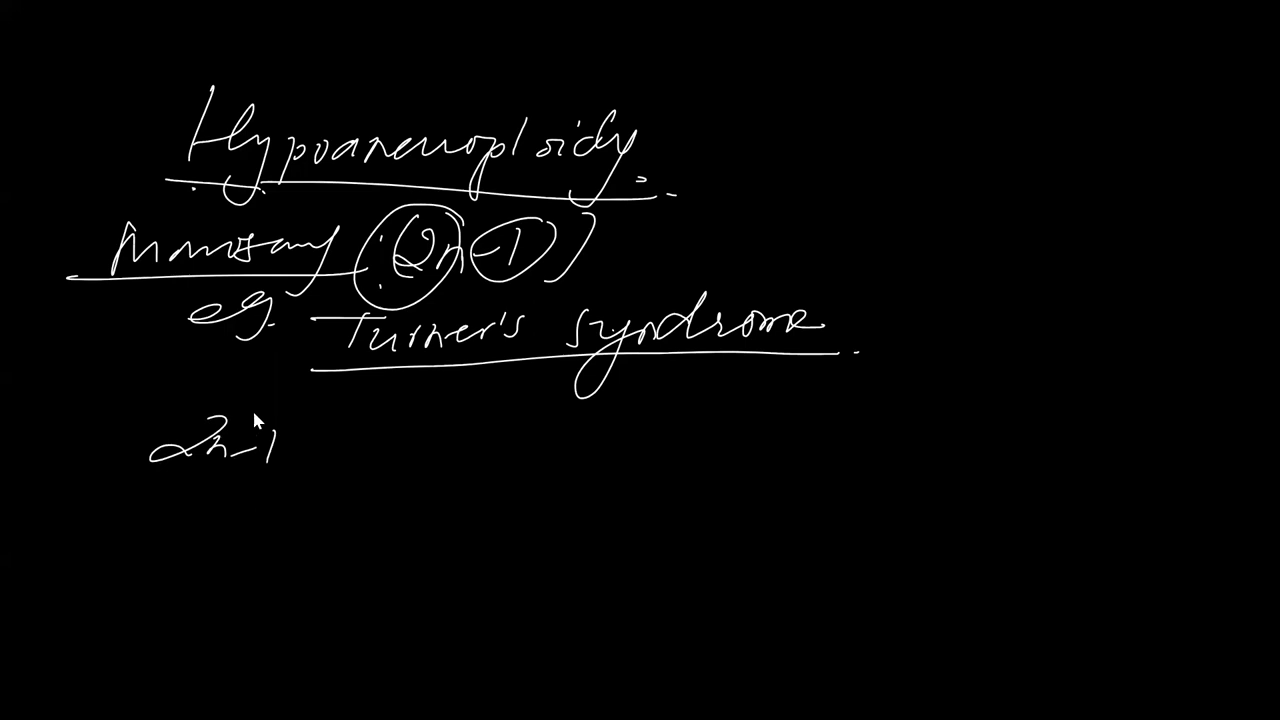 Hypoaneuploidy :-
Monosomy : (2n-1)
eg. Turner's syndrome.
2n-1